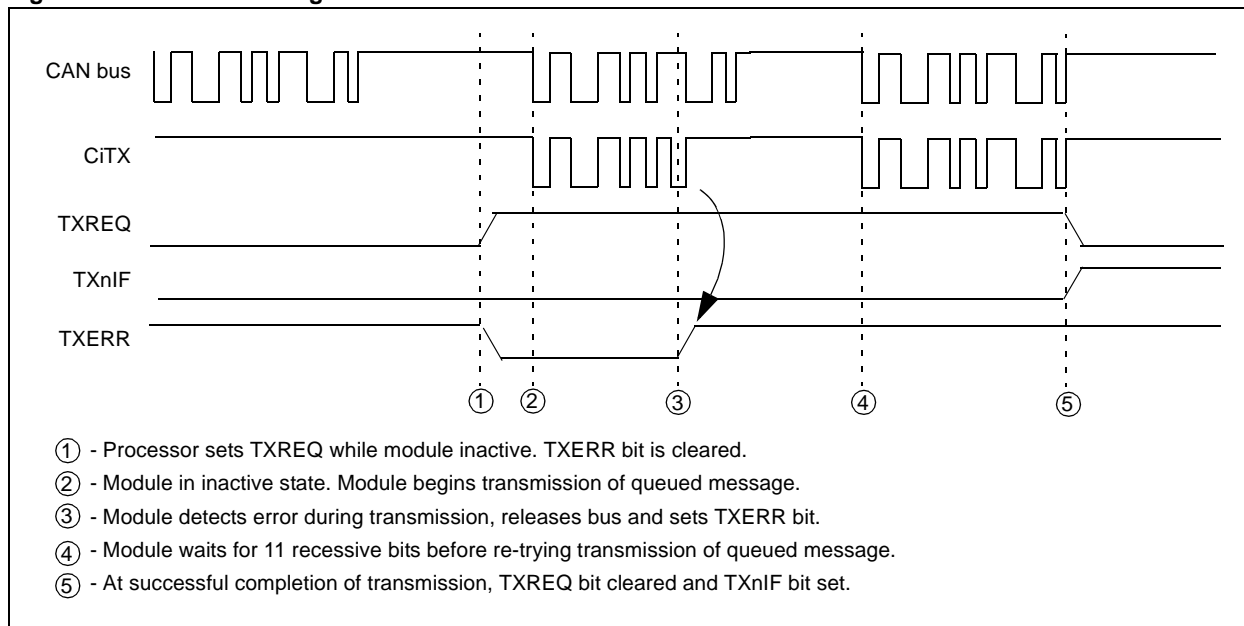 CAN bus
CiTX
TXREQ
TXnIF
TXERR
1 2 3 4 5
1 - Processor sets TXREQ while module inactive. TXERR bit is cleared.
2 - Module in inactive state. Module begins transmission of queued message.
3 - Module detects error during transmission, releases bus and sets TXERR bit.
4 - Module waits for 11 recessive bits before re-trying transmission of queued message.
5 - At successful completion of transmission, TXREQ bit cleared and TXnIF bit set.